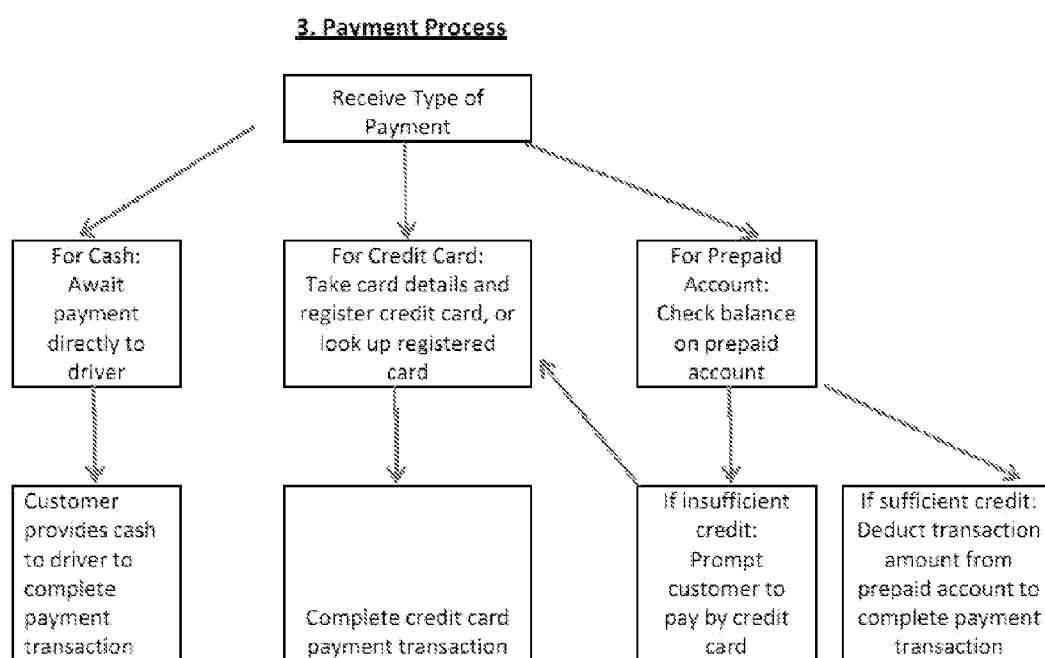 3. Payment Process
Receive Type of
Payment
For Cash:
Await
payment
directly to
driver
For Credit Card:
Take card details and
register credit card, or
look up registered
card
For Prepaid
Account:
Check balance
on prepaid
account
Customer
provides cash
to driver to
complete
payment
transaction
Complete credit card
payment transaction
If insufficient
credit:
Prompt
customer to
pay by credit
card
If sufficient credit:
Deduct transaction
amount from
prepaid account to
complete payment
transaction